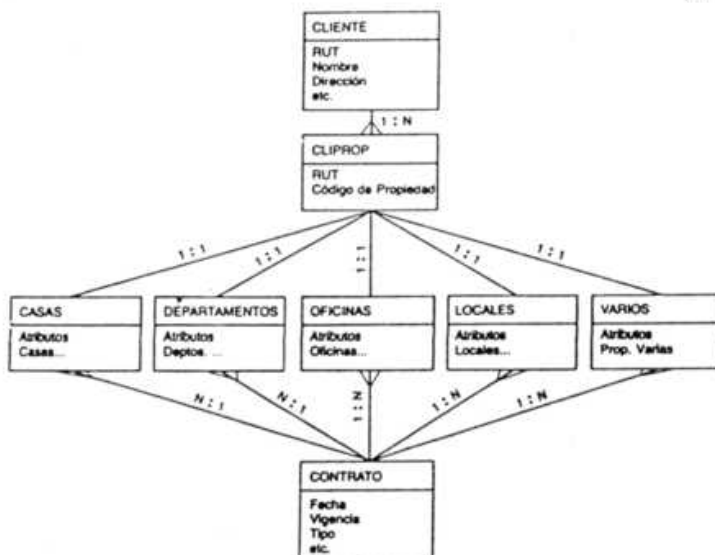 CLIENTE
RUT
Nombre
Dirección
etc.
1 : N
CLIPROP
RUT
Código de Propiedad
1 : 1
1 : 1
1 : 1
1 : 1
1 : 1
CASAS
Atributos
Casas...
DEPARTAMENTOS
Atributos
Deptos. ...
OFICINAS
Atributos
Oficinas...
LOCALES
Atributos
Locales...
VARIOS
Atributos
Prop. Varias
N : 1
N : 1
1 : N
1 : N
1 : N
CONTRATO
Fecha
Vigencia
Tipo
etc.